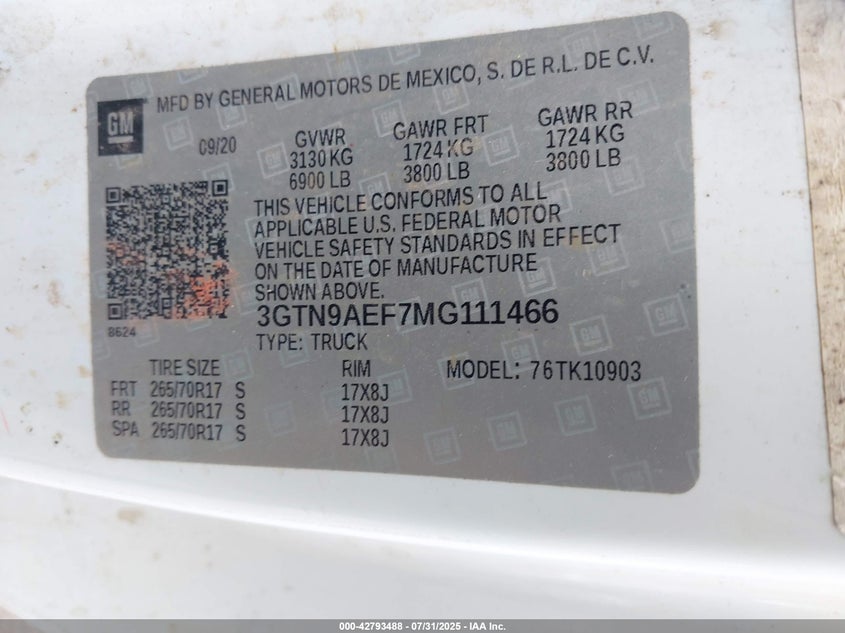 GM
MFD BY GENERAL MOTORS DE MEXICO, S. DE R.L. DE C.V.
09/20 GVWR GAWR FRT GAWR RR
3130 KG 1724 KG 1724 KG
6900 LB 3800 LB 3800 LB
THIS VEHICLE CONFORMS TO ALL
APPLICABLE U.S. FEDERAL MOTOR
VEHICLE SAFETY STANDARDS IN EFFECT
ON THE DATE OF MANUFACTURE
SHOWN ABOVE.
3GTN9AEF7MG111466
8624
TYPE: TRUCK
TIRE SIZE RIM MODEL: 76TK10903
FRT 265/70R17 S 17X8J
RR 265/70R17 S 17X8J
SPA 265/70R17 S 17X8J
000-42793488 - 07/31/2025 - IAA Inc.